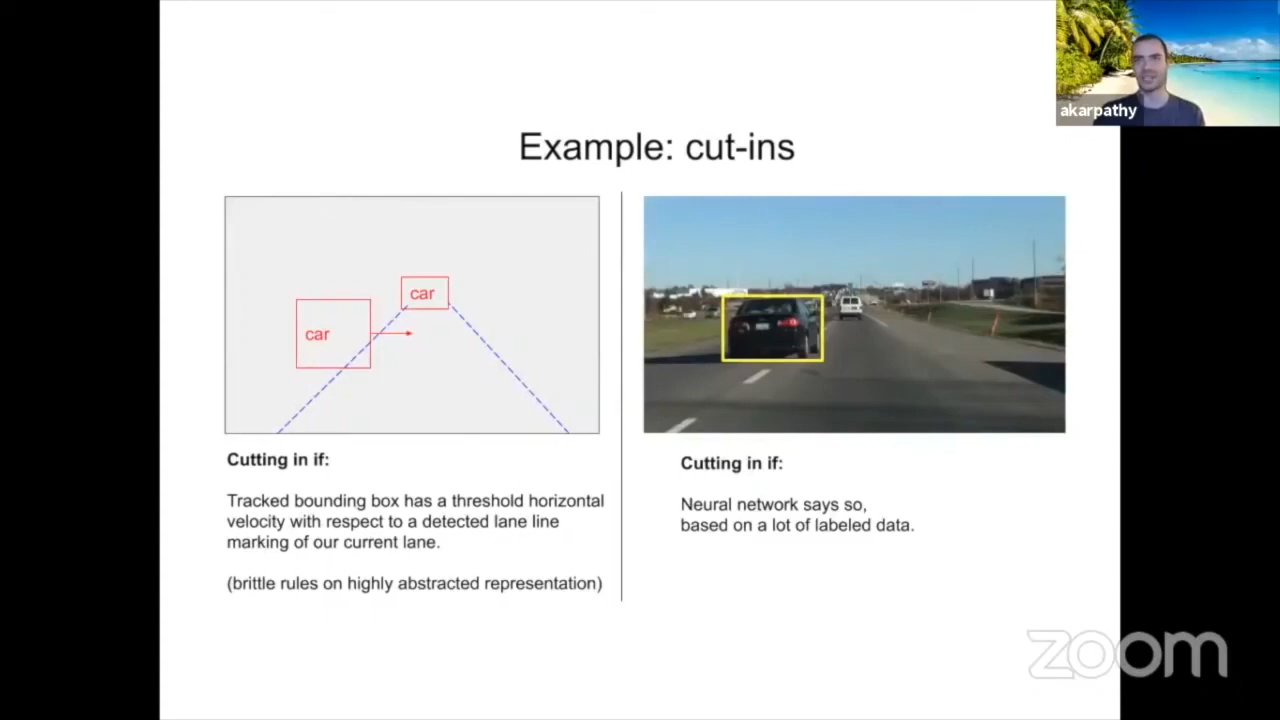 akarpathy
Example: cut-ins
car
car
Cutting in if:
Tracked bounding box has a threshold horizontal
velocity with respect to a detected lane line
marking of our current lane.
(brittle rules on highly abstracted representation)
Cutting in if:
Neural network says so,
based on a lot of labeled data.
zoom